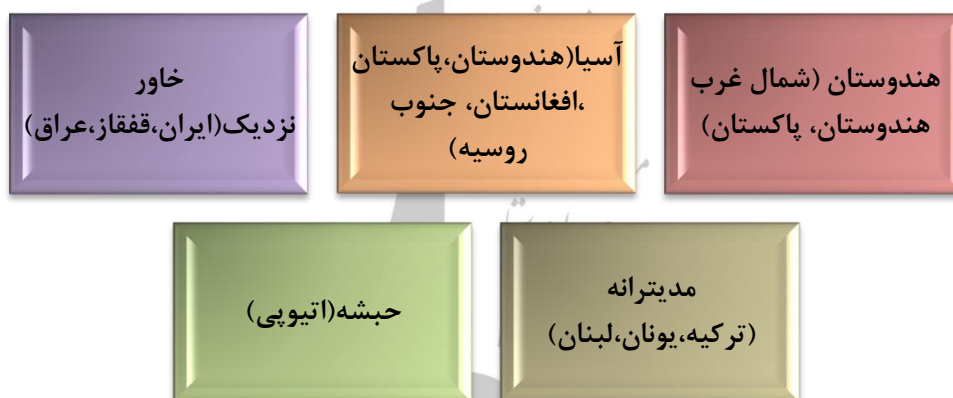 هندوستان (شمال غرب
هندوستان، پاکستان)
آسیا(هندوستان،پاکستان
،افغانستان، جنوب
روسیه)
خاور
نزدیک(ایران،قفقاز،عراق)
مدیترانه
(ترکیه،یونان،لبنان)
حبشه(اتیوپی)